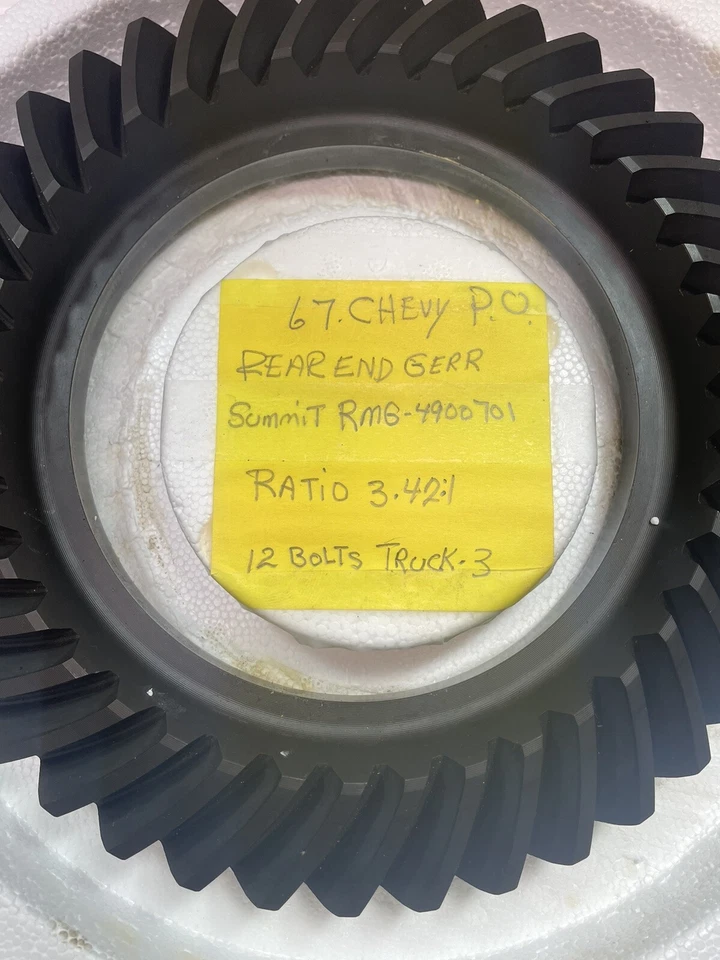 67. CHEVY P.O.
REAR END GERR
SUMMIT RMG-4900701
RATIO 3.42:1
12 BOLTS TRUCK-3